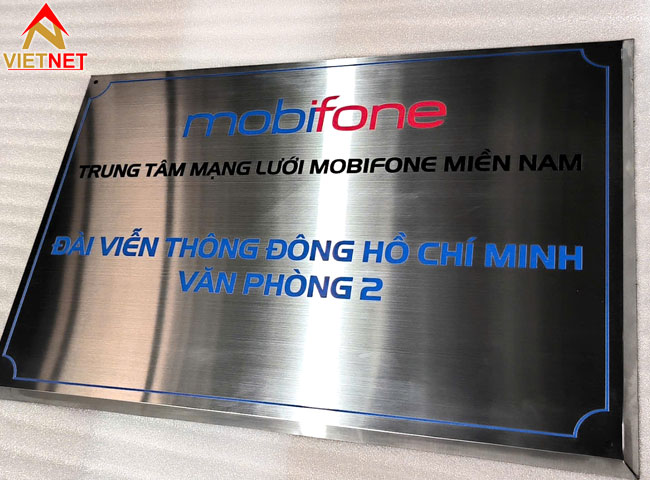 VIETNET
mobifone
TRUNG TÂM MẠNG LƯỚI MOBIFONE MIỀN NAM
ĐÀI VIỄN THÔNG ĐÔNG HỒ CHÍ MINH
VĂN PHÒNG 2